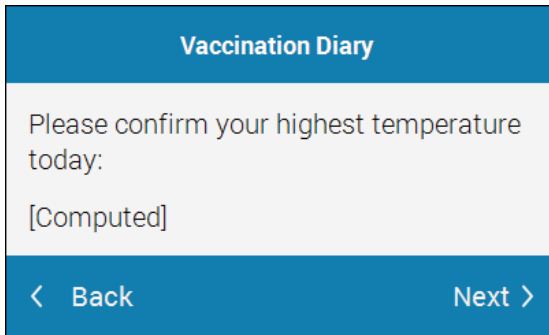 Vaccination Diary
Please confirm your highest temperature
today:
[Computed]
Back
Next